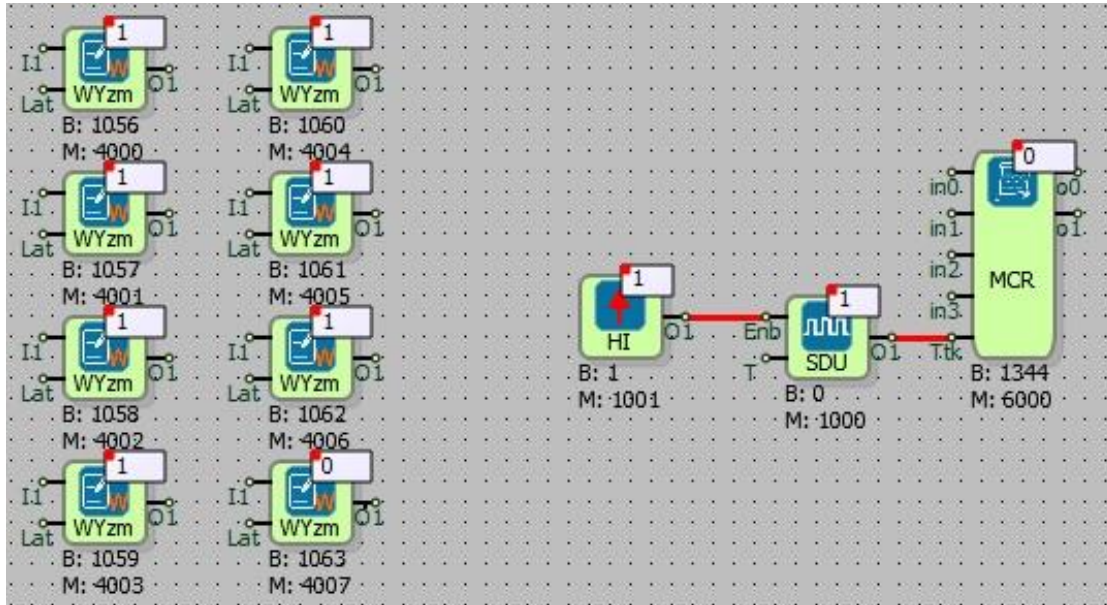 1
I1
WYzm
O1
Lat
B: 1056
M: 4000
1
I1
WYzm
O1
Lat
B: 1060
M: 4004
1
I1
WYzm
O1
Lat
B: 1057
M: 4001
1
I1
WYzm
O1
Lat
B: 1061
M: 4005
1
I1
WYzm
O1
Lat
B: 1058
M: 4002
1
I1
WYzm
O1
Lat
B: 1062
M: 4006
1
I1
WYzm
O1
Lat
B: 1059
M: 4003
0
I1
WYzm
O1
Lat
B: 1063
M: 4007
1
O1
HI
B: 1
M: 1001
1
Enb
T
SDU
O1
B: 0
M: 1000
0
in0
o0
in1
o1
in2
MCR
in3
Ttk
B: 1344
M: 6000